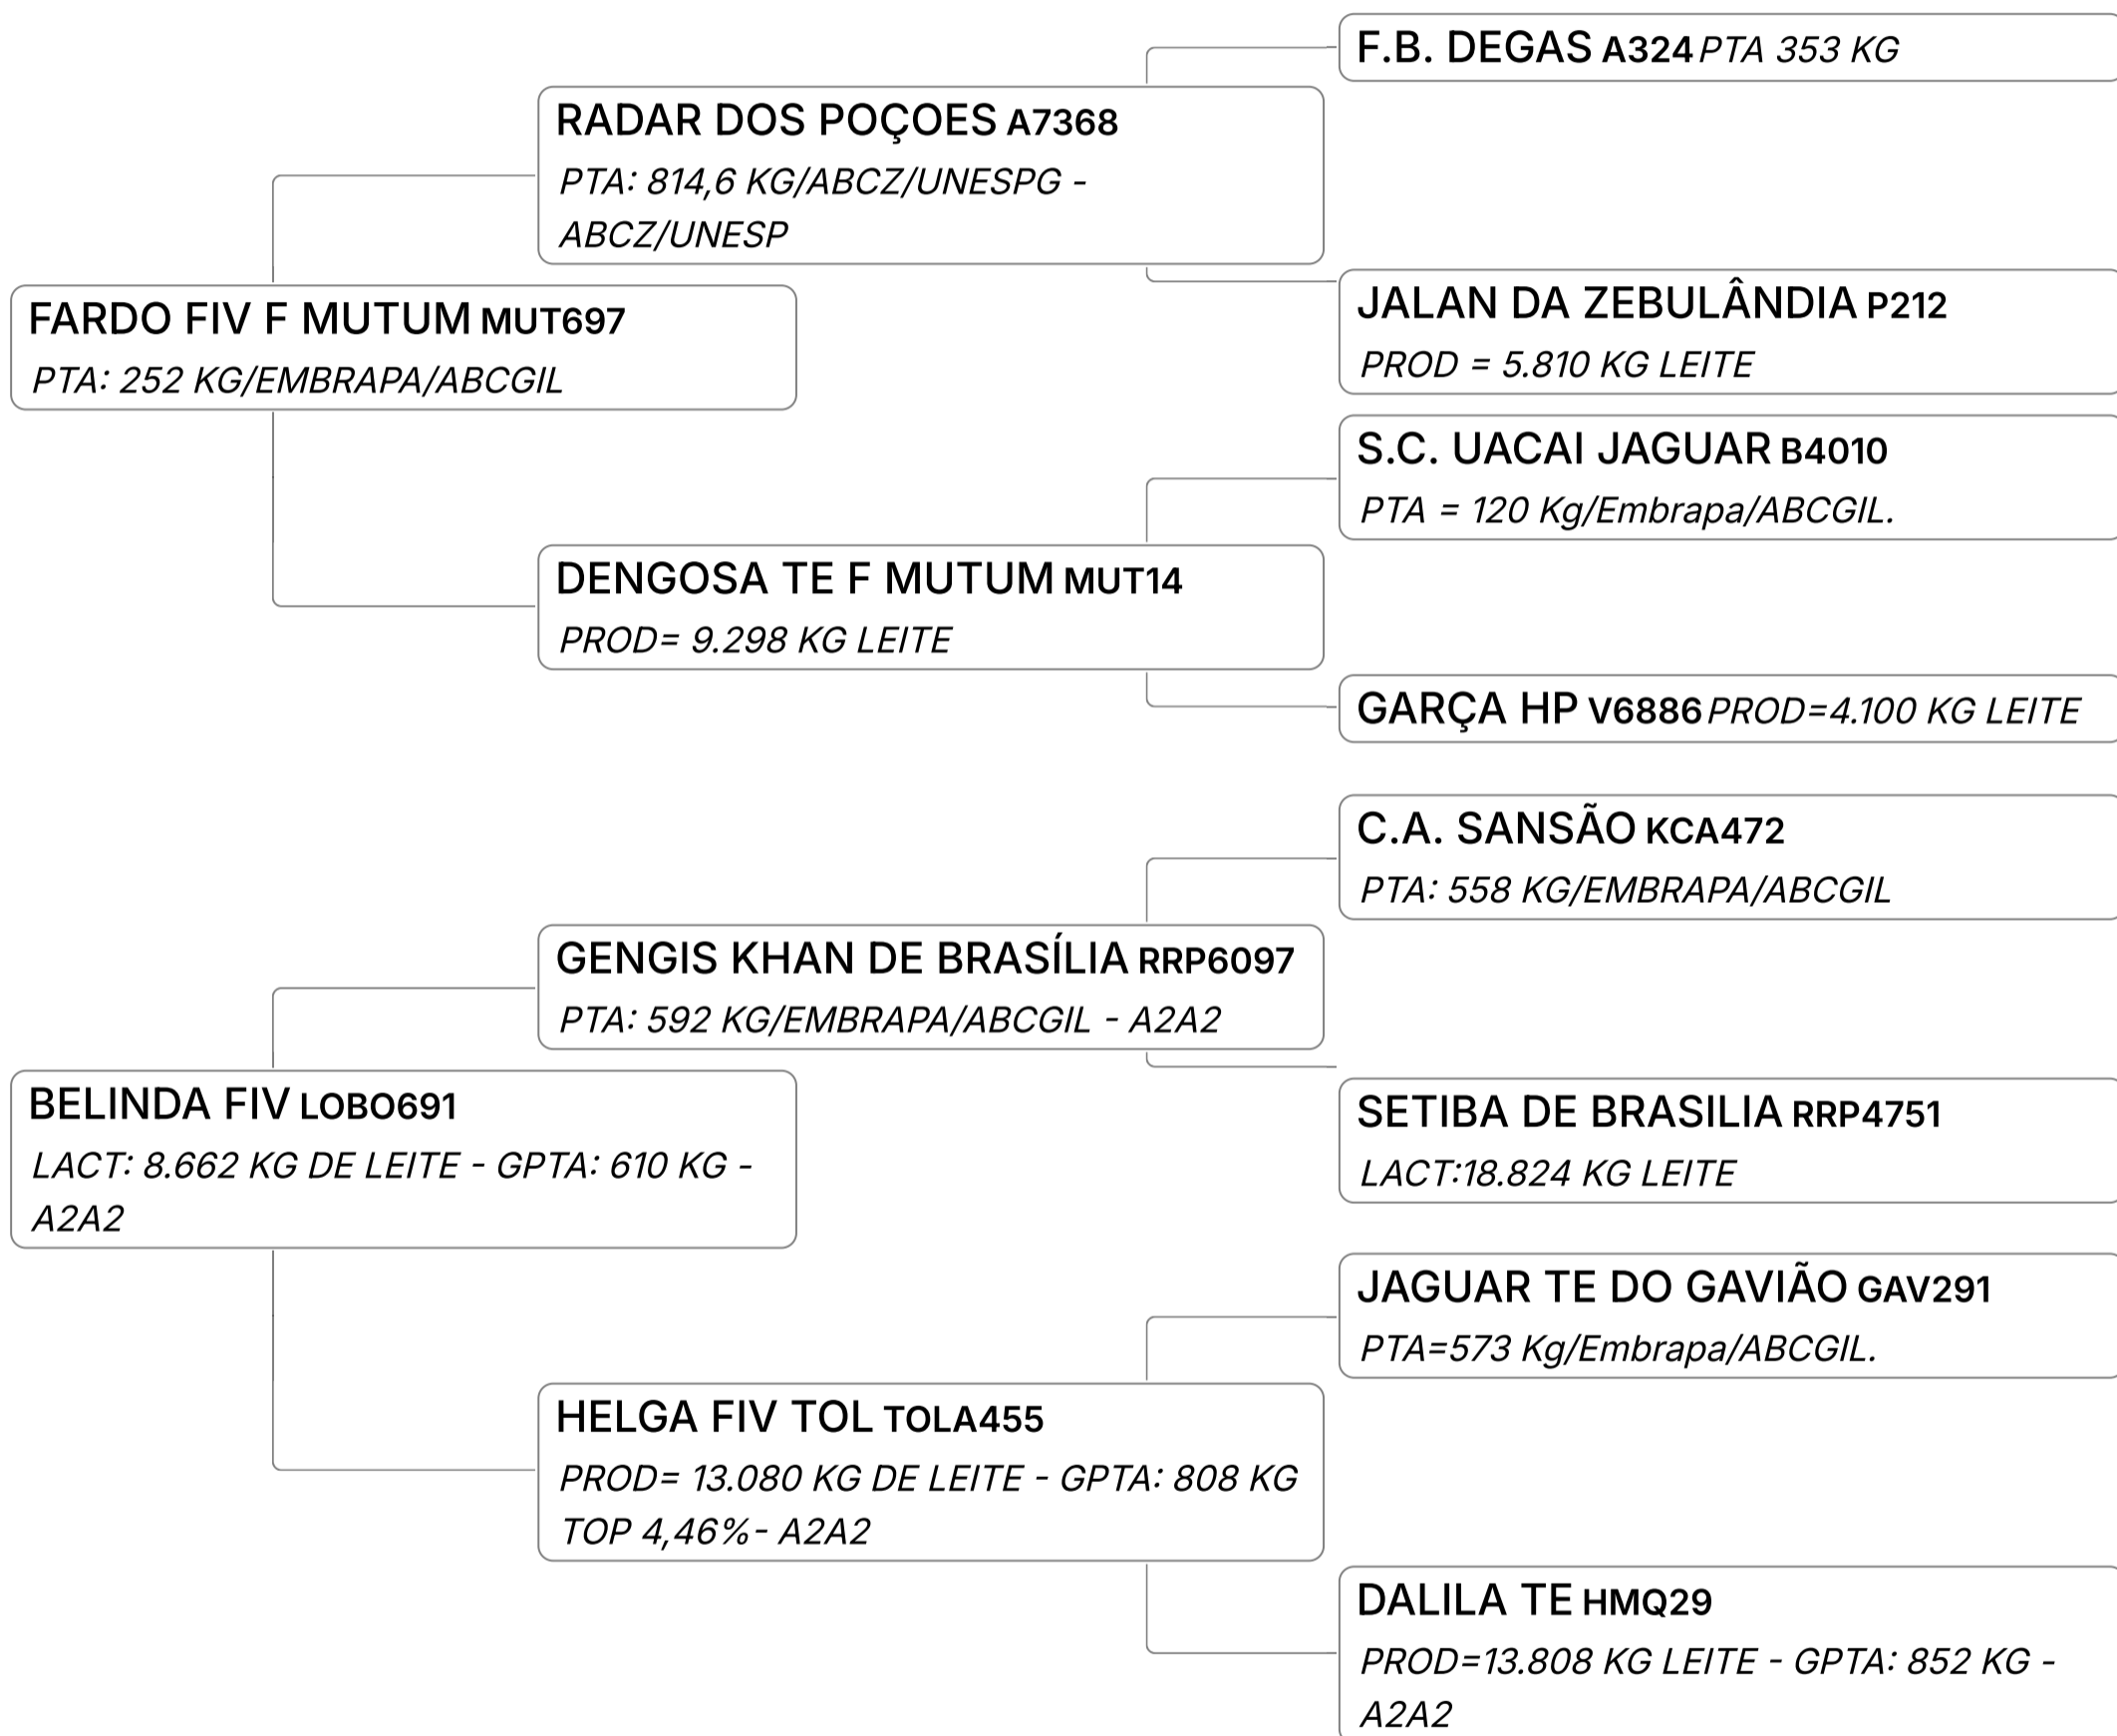 F.B. DEGAS A324 PTA 353 KG
RADAR DOS POÇOES A7368
PTA: 814,6 KG/ABCZ/UNESPG -
ABCZ/UNESP
FARDO FIV F MUTUM MUT697
PTA: 252 KG/EMBRAPA/ABCGIL
JALAN DA ZEBULÂNDIA P212
PROD = 5.810 KG LEITE
S.C. UACAI JAGUAR B4010
PTA = 120 Kg/Embrapa/ABCGIL.
DENGOSA TE F MUTUM MUT14
PROD= 9.298 KG LEITE
GARÇA HP V6886 PROD=4.100 KG LEITE
C.A. SANSÃO KCA472
PTA: 558 KG/EMBRAPA/ABCGIL
GENGIS KHAN DE BRASÍLIA RRP6097
PTA: 592 KG/EMBRAPA/ABCGIL - A2A2
BELINDA FIV LOBO691
LACT: 8.662 KG DE LEITE - GPTA: 610 KG -
A2A2
SETIBA DE BRASILIA RRP4751
LACT:18.824 KG LEITE
JAGUAR TE DO GAVIÃO GAV291
PTA=573 Kg/Embrapa/ABCGIL.
HELGA FIV TOL TOLA455
PROD= 13.080 KG DE LEITE - GPTA: 808 KG
TOP 4,46%- A2A2
DALILA TE HMQ29
PROD=13.808 KG LEITE - GPTA: 852 KG -
A2A2